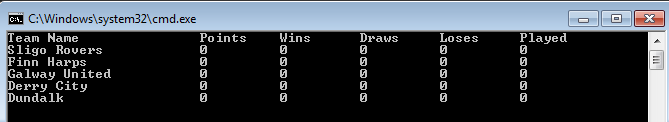 C:\Windows\system32\cmd.exe
Team Name Points Wins Draws Loses Played
Sligo Rovers 0 0 0 0 0
Finn Harps 0 0 0 0 0
Galway United 0 0 0 0 0
Derry City 0 0 0 0 0
Dundalk 0 0 0 0 0